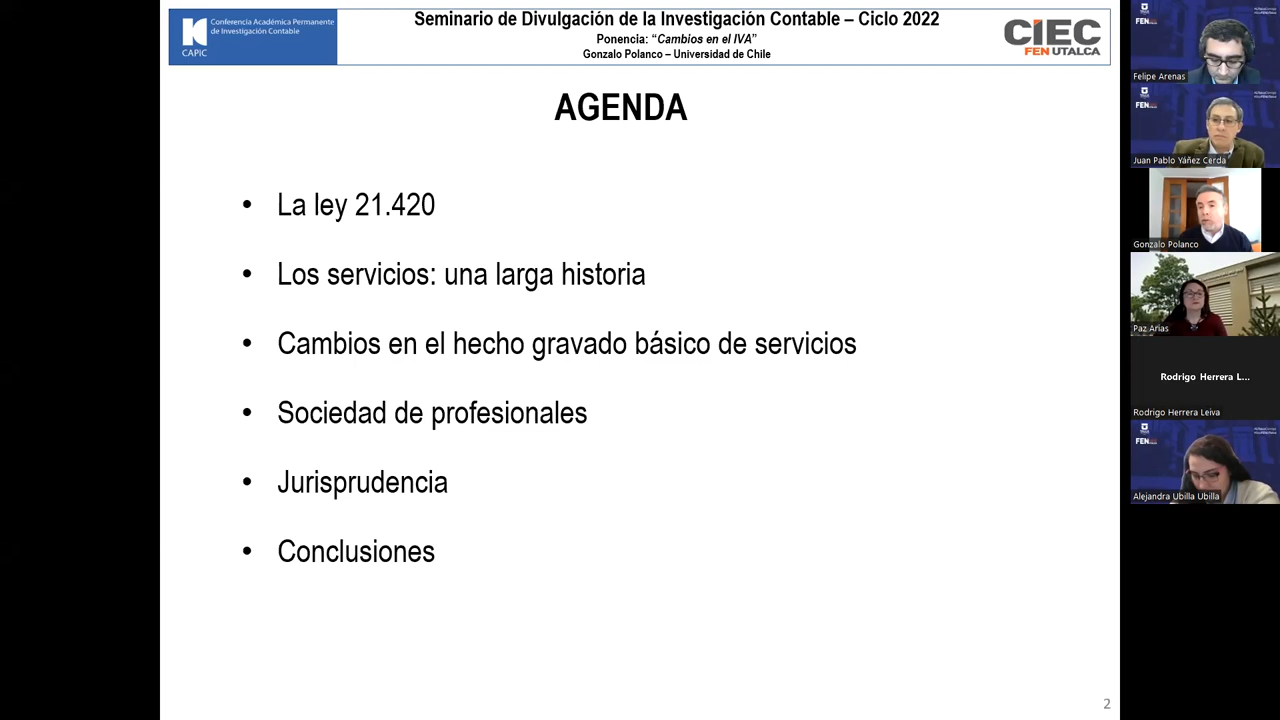 Conferencia Académica Permanente
de Investigación Contable
CAPIC
Seminario de Divulgación de la Investigación Contable – Ciclo 2022
Ponencia: “Cambios en el IVA”
Gonzalo Polanco – Universidad de Chile
CIEC
FEN UTALCA
AGENDA
• La ley 21.420
• Los servicios: una larga historia
• Cambios en el hecho gravado básico de servicios
• Sociedad de profesionales
• Jurisprudencia
• Conclusiones
2
FEN
Felipe Arenas
FEN
Juan Pablo Yáñez Cerda
Gonzalo Polanco
Paz Arias
Rodrigo Herrera L...
Rodrigo Herrera Leiva
FEN
Alejandra Ubilla Ubilla